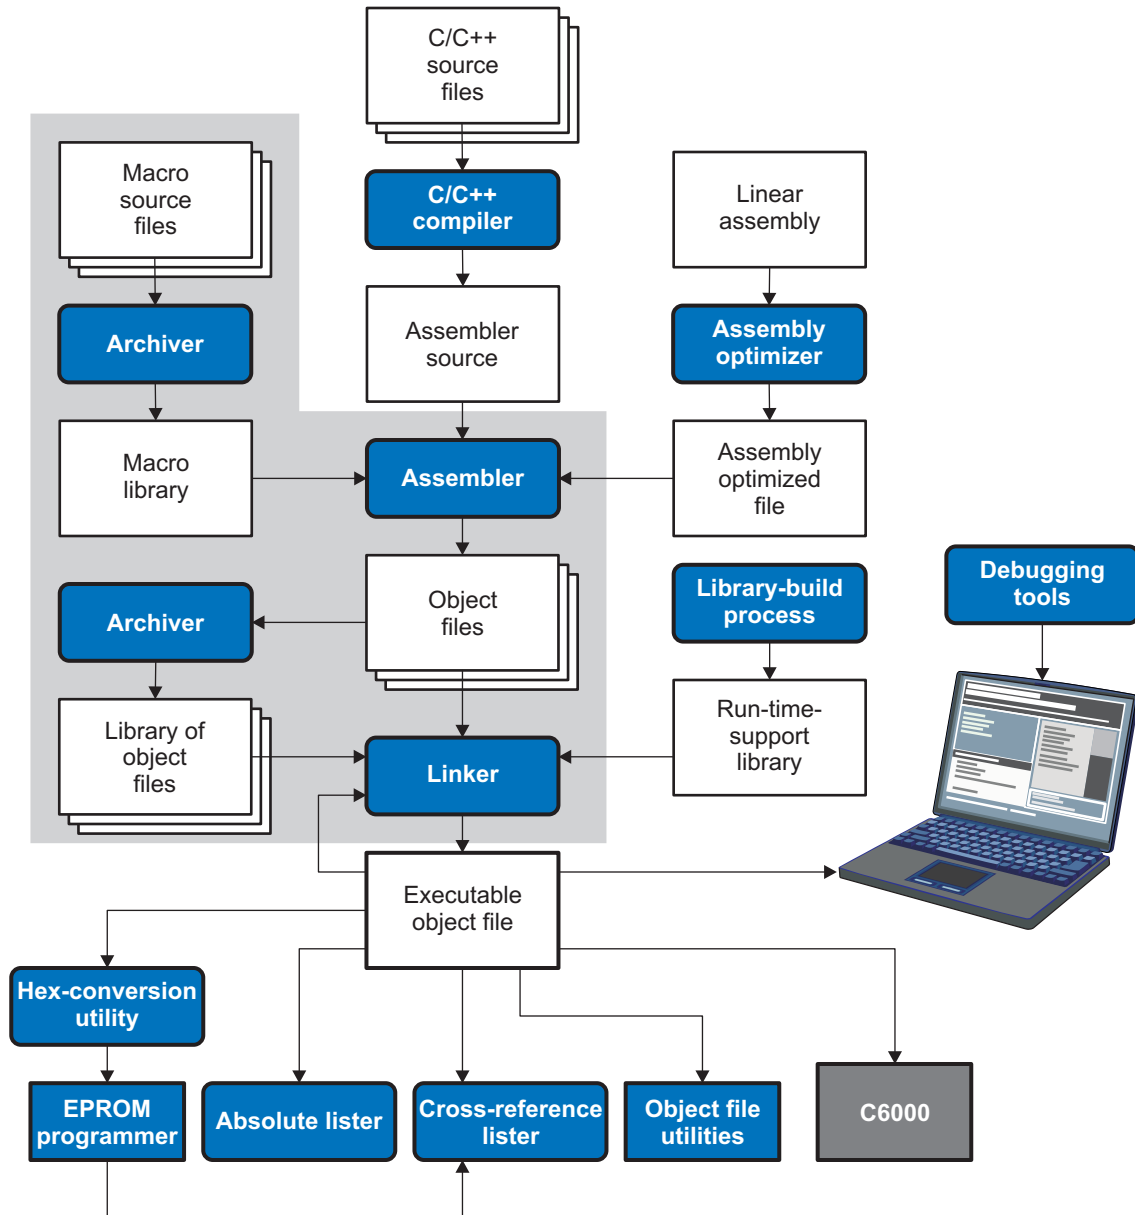 C/C++
source
files
Macro
source
files
C/C++
compiler
Linear
assembly
Archiver
Assembler
source
Assembly
optimizer
Macro
library
Assembler
Assembly
optimized
file
Archiver
Object
files
Library-build
process
Debugging
tools
Library of
object
files
Linker
Run-time-
support
library
Executable
object file
Hex-conversion
utility
EPROM
programmer
Absolute lister
Cross-reference
lister
Object file
utilities
C6000